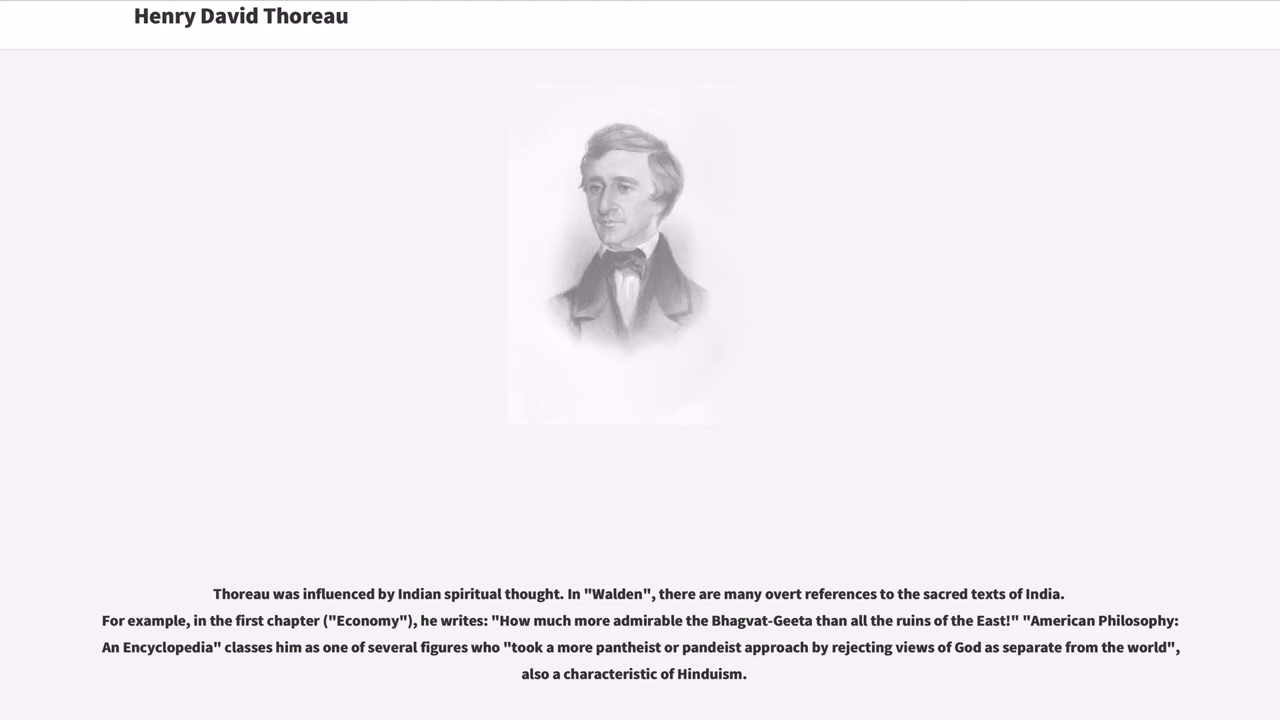 Henry David Thoreau
Thoreau was influenced by Indian spiritual thought. In "Walden", there are many overt references to the sacred texts of India.
For example, in the first chapter ("Economy"), he writes: "How much more admirable the Bhagvat-Geeta than all the ruins of the East!" "American Philosophy:
An Encyclopedia" classes him as one of several figures who "took a more pantheist or pandeist approach by rejecting views of God as separate from the world",
also a characteristic of Hinduism.